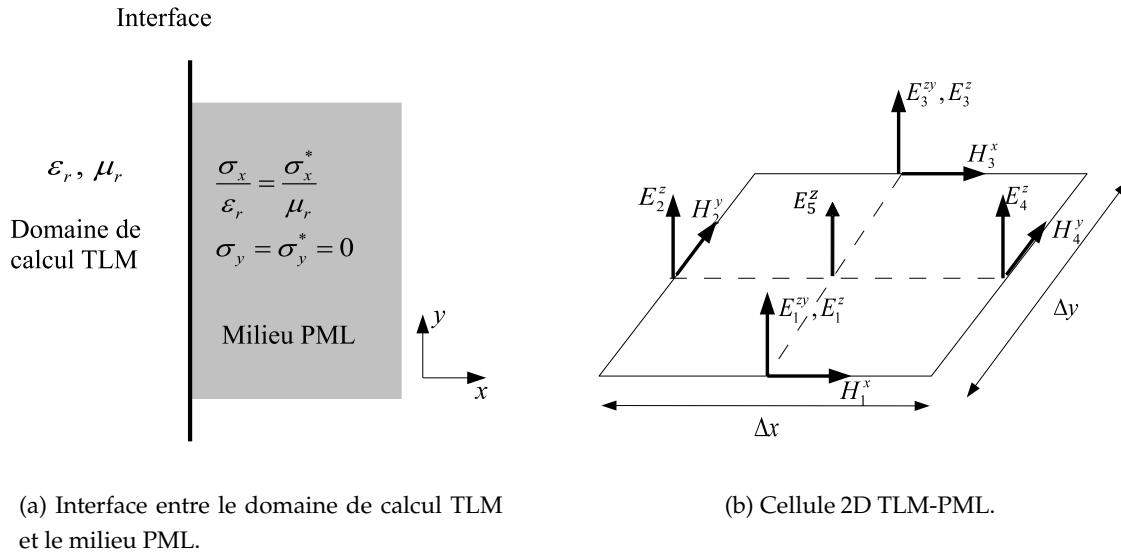 Interface
ε_r , μ_r
Domaine de
calcul TLM
σ_x / ε_r = σ_x^* / μ_r
σ_y = σ_y^* = 0
Milieu PML
y
x
E_3^{zy}, E_3^z
H_3^x
E_2^z
H_2^y
E_5^z
E_4^z
H_4^y
E_1^{zy}, E_1^z
H_1^x
Δy
Δx
(a) Interface entre le domaine de calcul TLM
et le milieu PML.
(b) Cellule 2D TLM-PML.